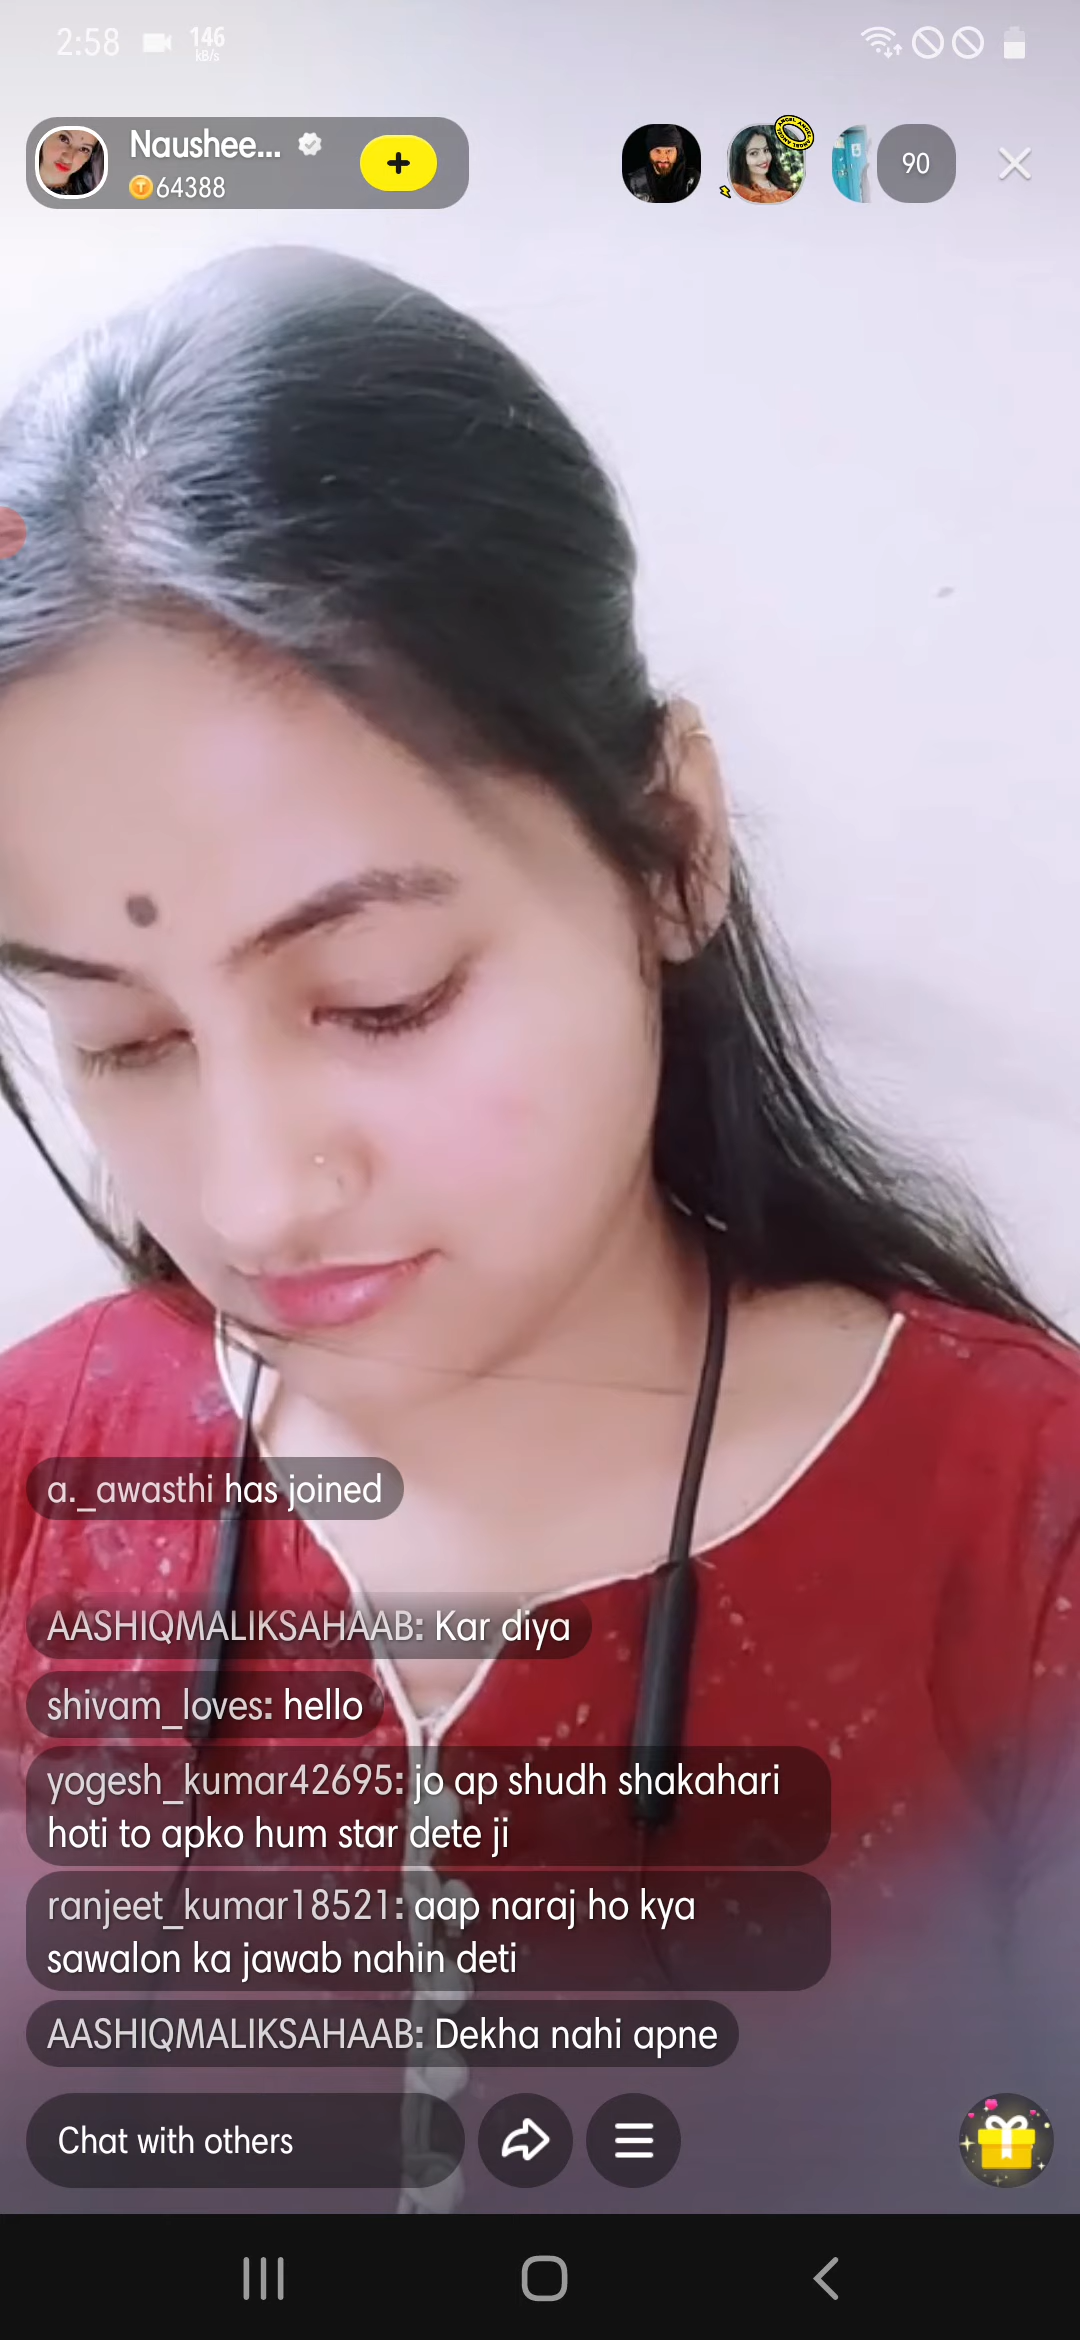 2:58
146
kB/s
Naushee...
64388
90
a._awasthi has joined
AASHIQMALIKSAHAAB: Kar diya
shivam_loves: hello
yogesh_kumar42695: jo ap shudh shakahari
hoti to apko hum star dete ji
ranjeet_kumar18521: aap naraj ho kya
sawalon ka jawab nahin deti
AASHIQMALIKSAHAAB: Dekha nahi apne
Chat with others